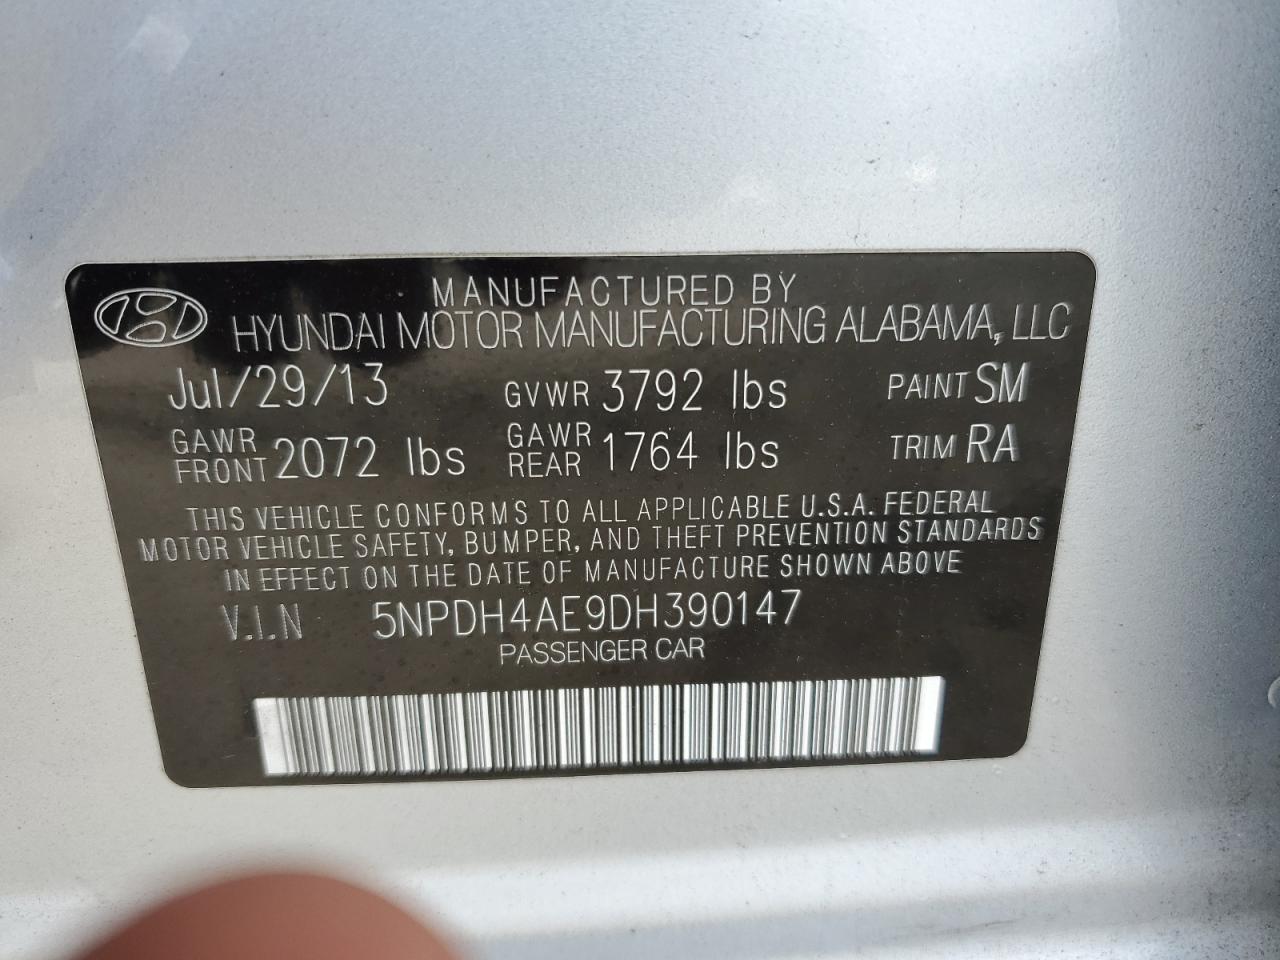 MANUFACTURED BY
HYUNDAI MOTOR MANUFACTURING ALABAMA, LLC
Jul/29/13 GVWR 3792 lbs PAINT SM
GAWR FRONT 2072 lbs GAWR REAR 1764 lbs TRIM RA
THIS VEHICLE CONFORMS TO ALL APPLICABLE U.S.A. FEDERAL
MOTOR VEHICLE SAFETY, BUMPER, AND THEFT PREVENTION STANDARDS
IN EFFECT ON THE DATE OF MANUFACTURE SHOWN ABOVE
V.I.N 5NPDH4AE9DH390147
PASSENGER CAR